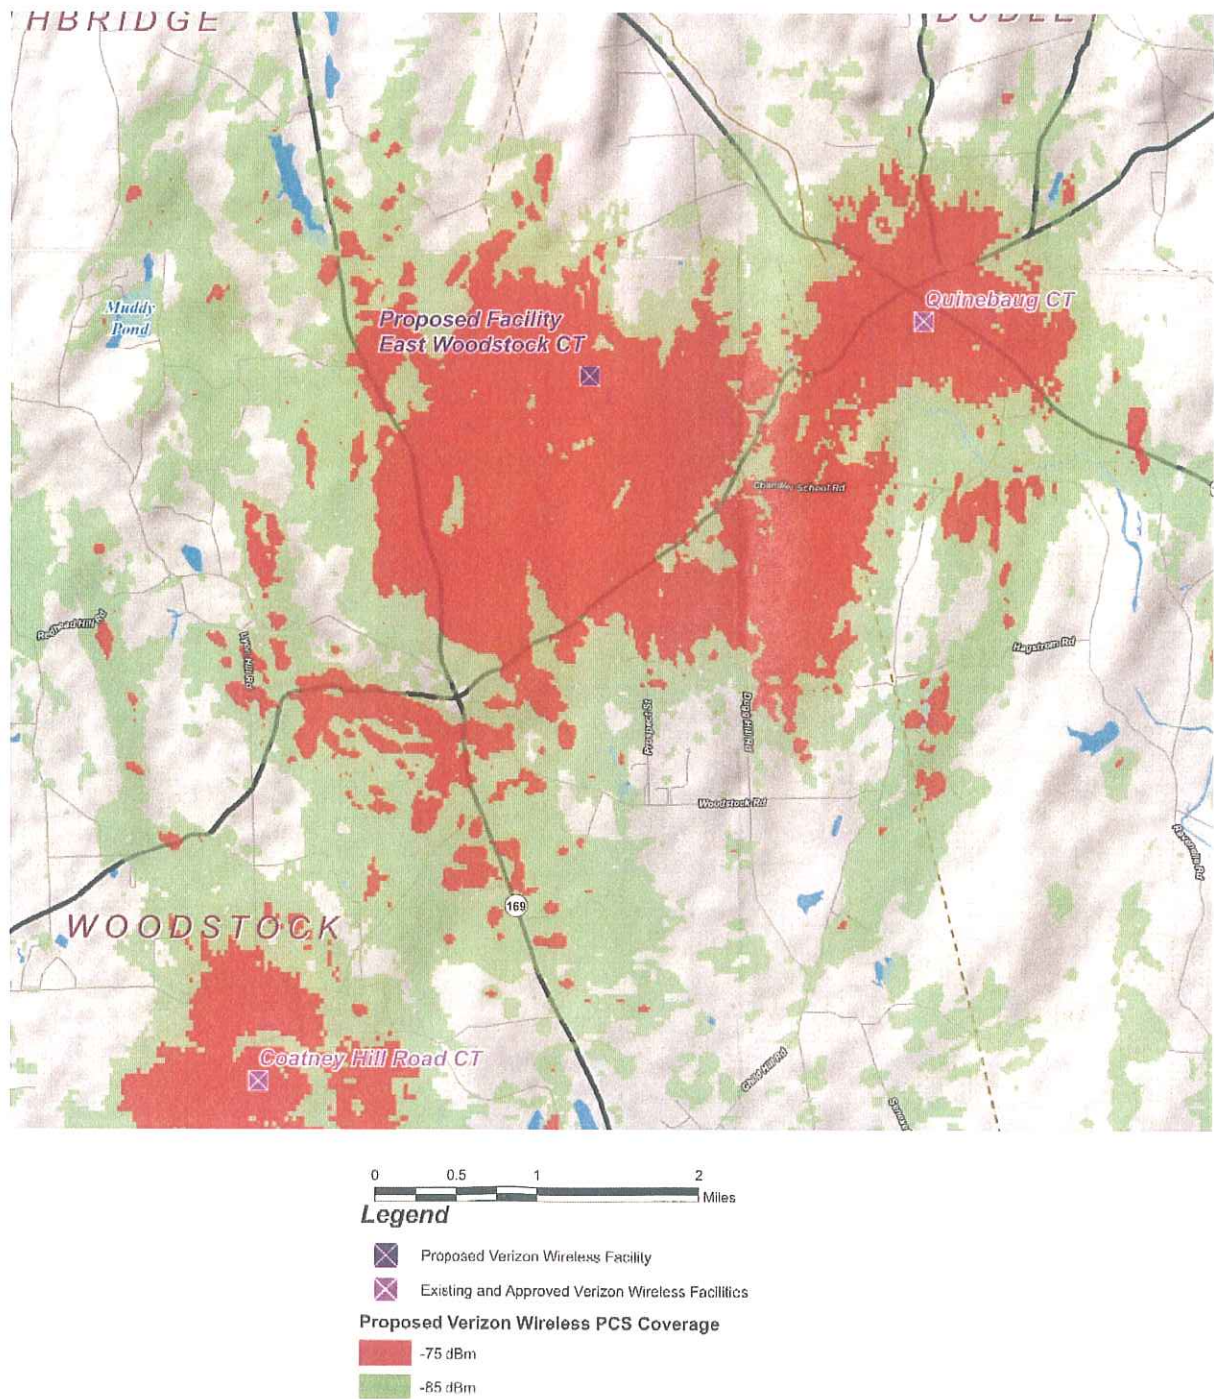 HBRIDGE
DUDLEY
Muddy
Pond
Quinebaug CT
Proposed Facility
East Woodstock CT
Chandler School Rd
Redhead Hill Rd
Lyon Hill Rd
Hagstrom Rd
Prospect St
Dugg Hill Rd
Woodstock Rd
Ravenelle Rd
169
WOODSTOCK
Coatney Hill Road CT
Child Hill Rd
0 0.5 1 2
Miles
Legend
Proposed Verizon Wireless Facility
Existing and Approved Verizon Wireless Facilities
Proposed Verizon Wireless PCS Coverage
-75 dBm
-85 dBm